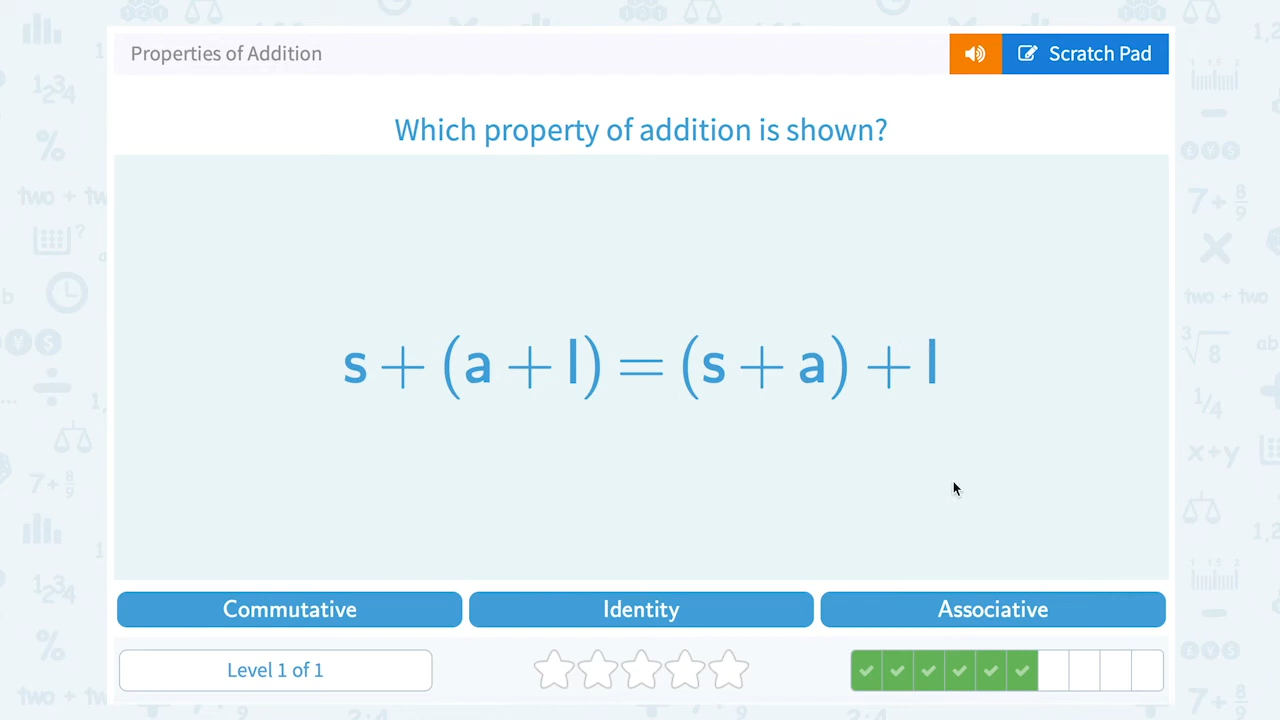 Properties of Addition
Scratch Pad
Which property of addition is shown?
s + (a + l) = (s + a) + l
Commutative
Identity
Associative
Level 1 of 1